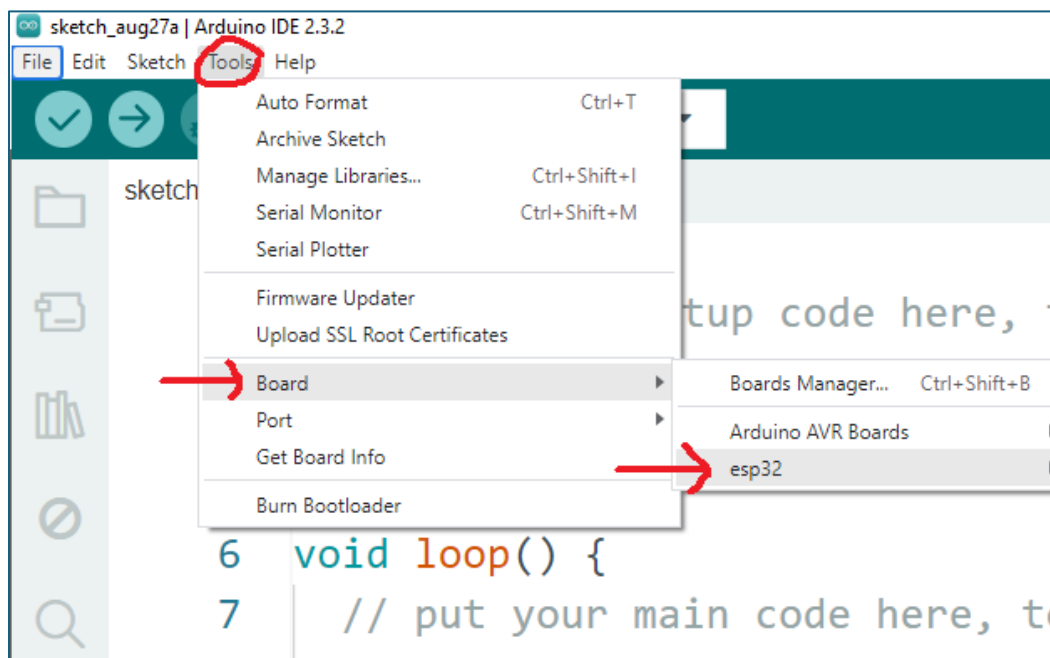 sketch_aug27a | Arduino IDE 2.3.2
File Edit Sketch Tools Help
Auto Format Ctrl+T
Archive Sketch
sketch
Manage Libraries... Ctrl+Shift+I
Serial Monitor Ctrl+Shift+M
Serial Plotter
Firmware Updater
tup code here,
Upload SSL Root Certificates
Board
Boards Manager... Ctrl+Shift+B
Port
Arduino AVR Boards
Get Board Info
esp32
Burn Bootloader
6 void loop() {
7 // put your main code here,